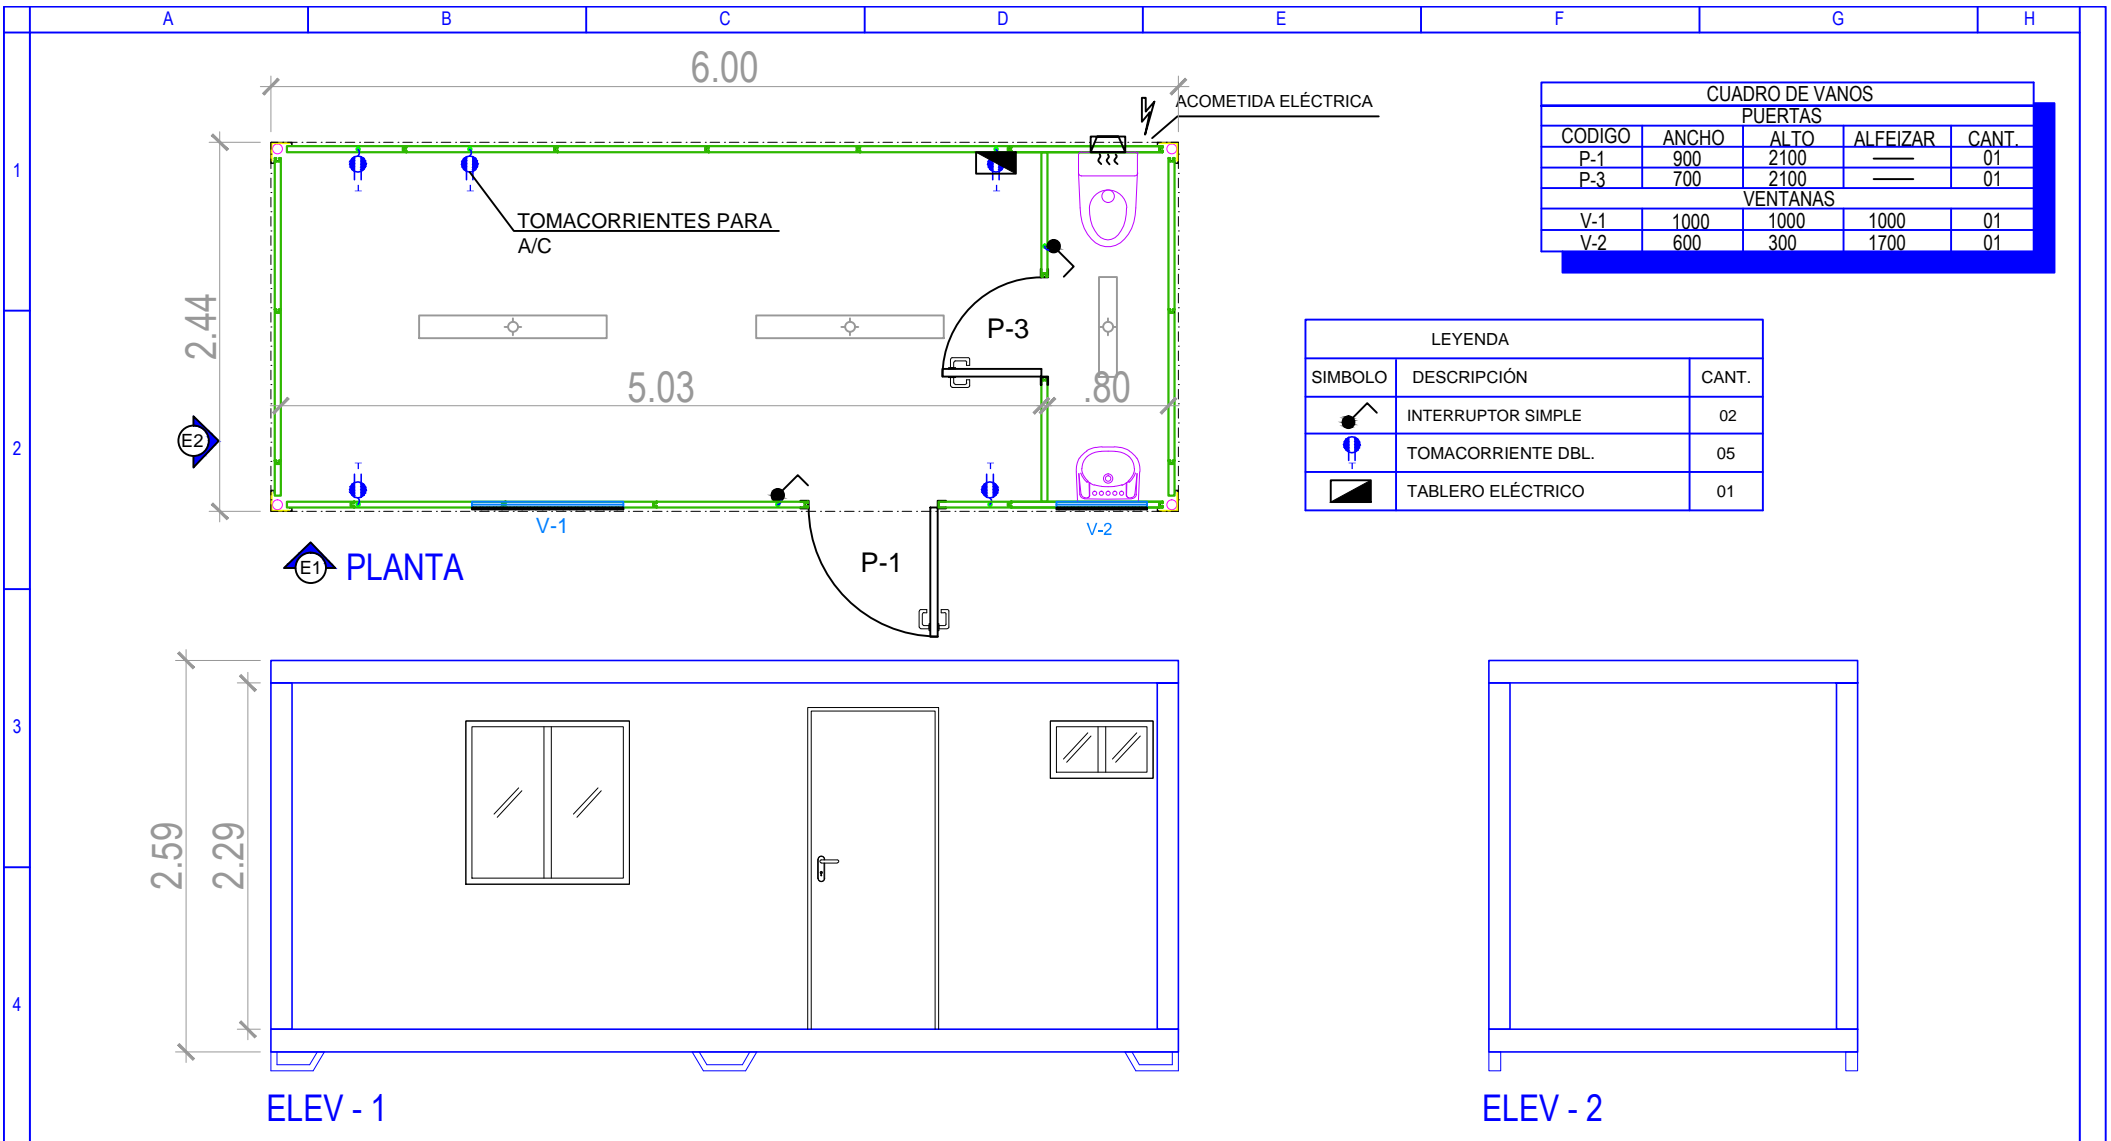 A B C D E F G H
1
2
3
4
6.00
ACOMETIDA ELÉCTRICA
TOMACORRIENTES PARA
A/C
2.44
P-3
5.03
.80
E2
V-1
V-2
P-1
E1
PLANTA
CUADRO DE VANOS
PUERTAS
CODIGO ANCHO ALTO ALFEIZAR CANT.
P-1 900 2100 —— 01
P-3 700 2100 —— 01
VENTANAS
V-1 1000 1000 1000 01
V-2 600 300 1700 01
LEYENDA
SIMBOLO DESCRIPCIÓN CANT.
INTERRUPTOR SIMPLE 02
T TOMACORRIENTE DBL. 05
TABLERO ELÉCTRICO 01
2.59
2.29
ELEV - 1
ELEV - 2